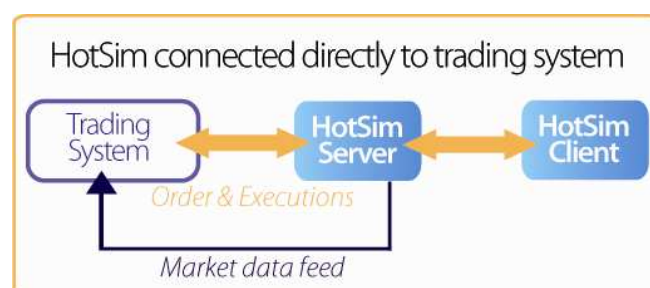 HotSim connected directly to trading system
Trading
System
HotSim
Server
HotSim
Client
Order & Executions
Market data feed